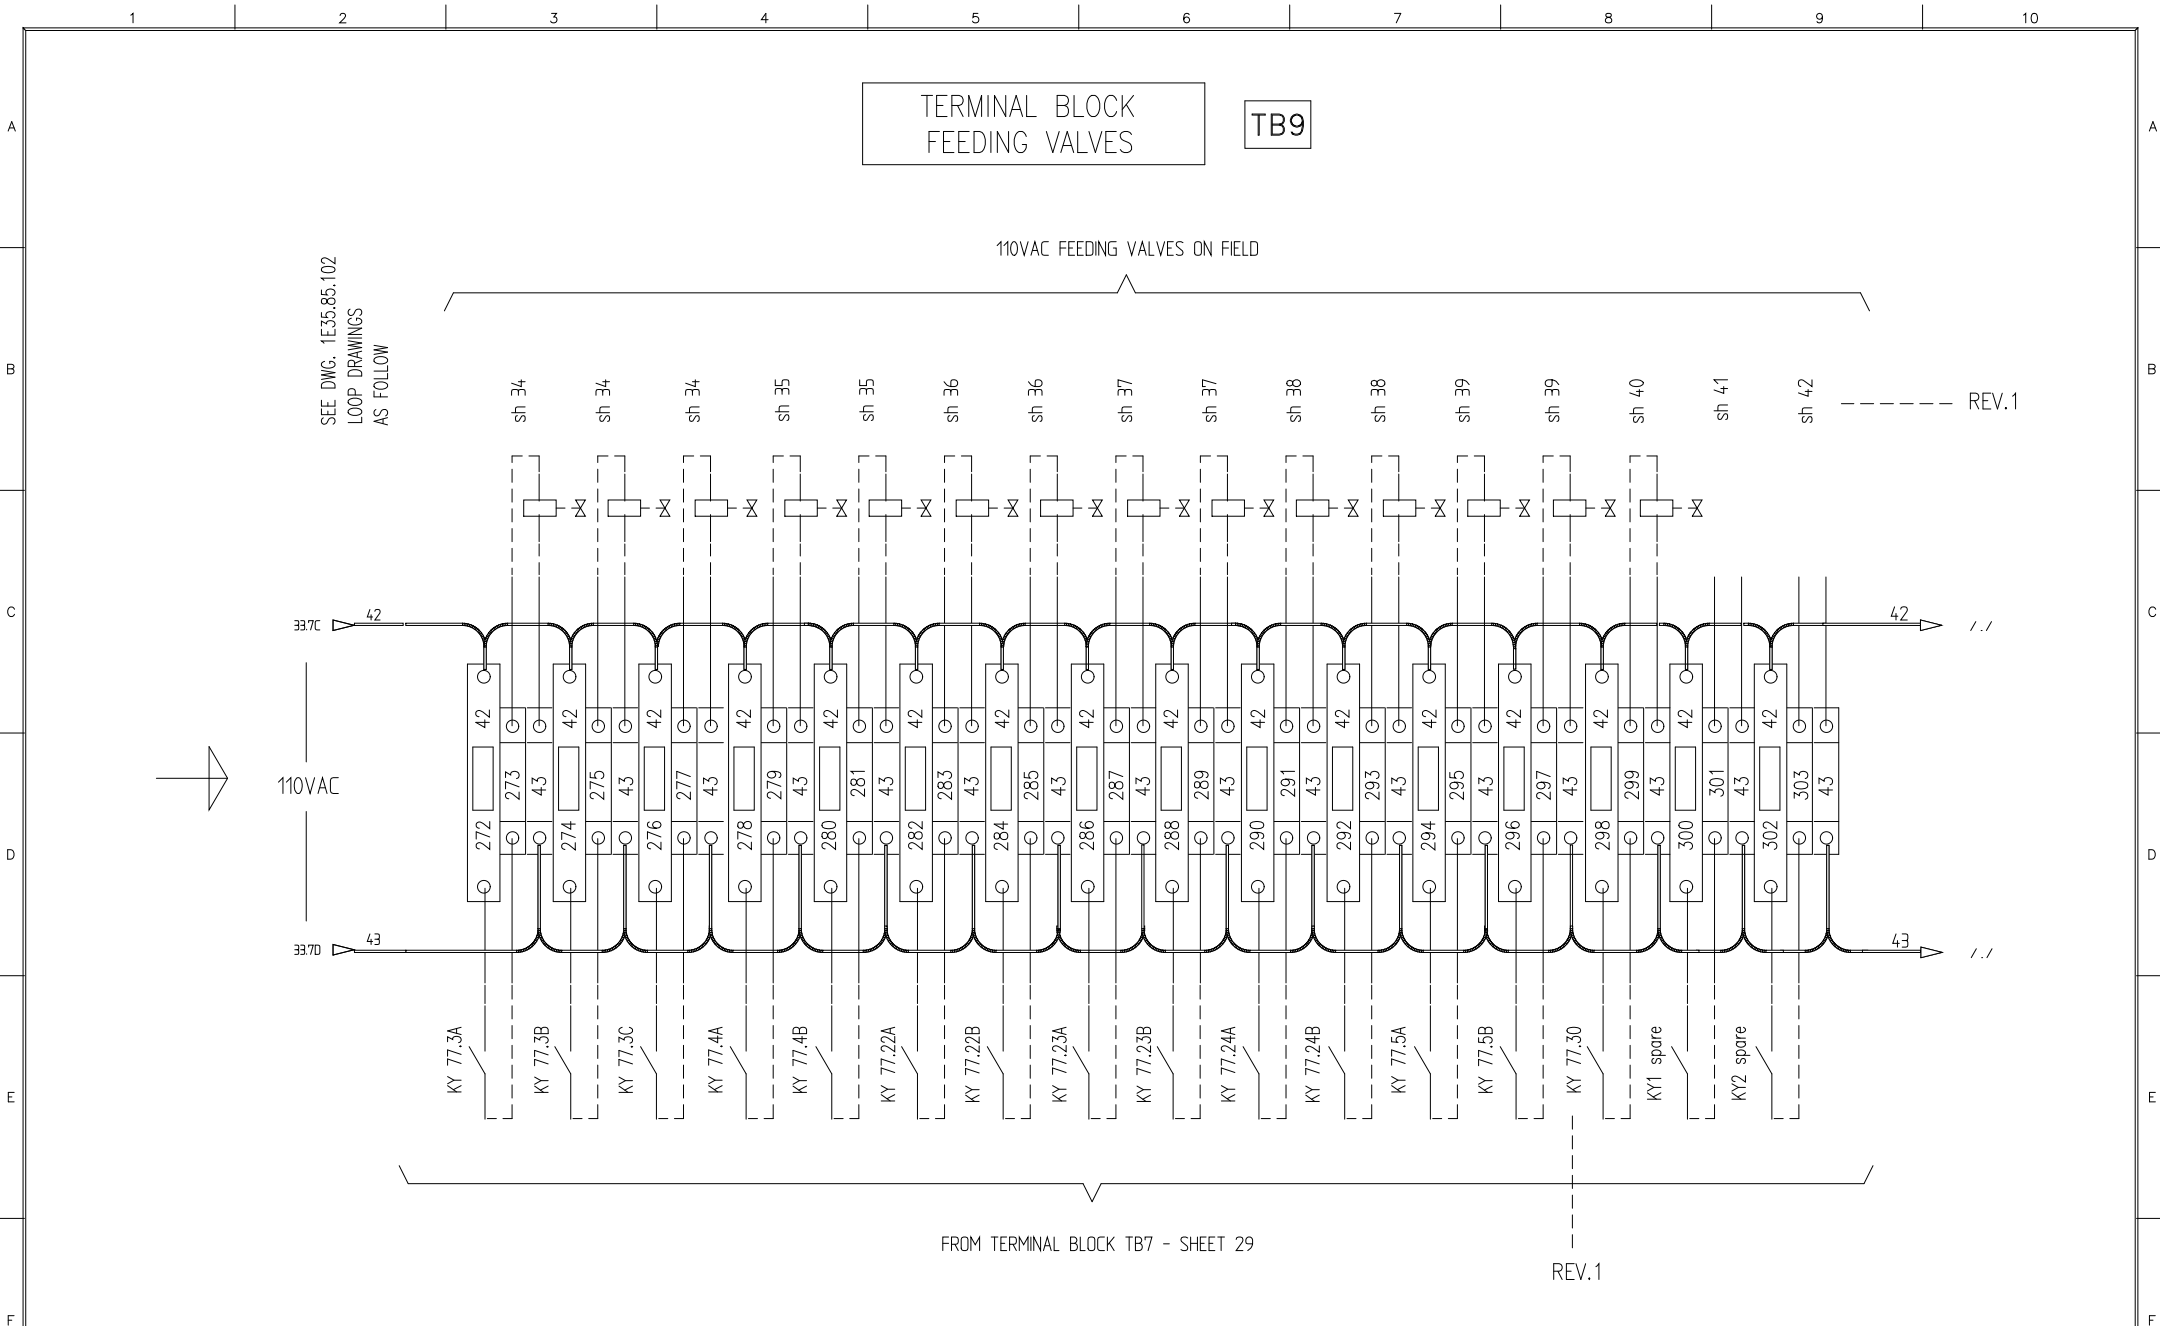 1 2 3 4 5 6 7 8 9 10
A A
TERMINAL BLOCK
FEEDING VALVES
TB9
110VAC FEEDING VALVES ON FIELD
SEE DWG. 1E35.85.102
LOOP DRAWINGS
AS FOLLOW
B B
sh 34 sh 34 sh 34 sh 35 sh 35 sh 36 sh 36 sh 37 sh 37 sh 38 sh 38 sh 39 sh 39 sh 40 sh 41 sh 42
REV.1
C C
33.7C 42 42 /./
42 42 42 42 42 42 42 42 42 42 42 42 42 42 42 42
110VAC
273 43 275 43 277 43 279 43 281 43 283 43 285 43 287 43 289 43 291 43 293 43 295 43 297 43 299 43 301 43 303 43
272 274 276 278 280 282 284 286 288 290 292 294 296 298 300 302
D D
33.7D 43 43 /./
KY 77.3A KY 77.3B KY 77.3C KY 77.4A KY 77.4B KY 77.22A KY 77.22B KY 77.23A KY 77.23B KY 77.24A KY 77.24B KY 77.5A KY 77.5B KY 77.30 KY1 spare KY2 spare
E E
FROM TERMINAL BLOCK TB7 - SHEET 29
REV.1
F F